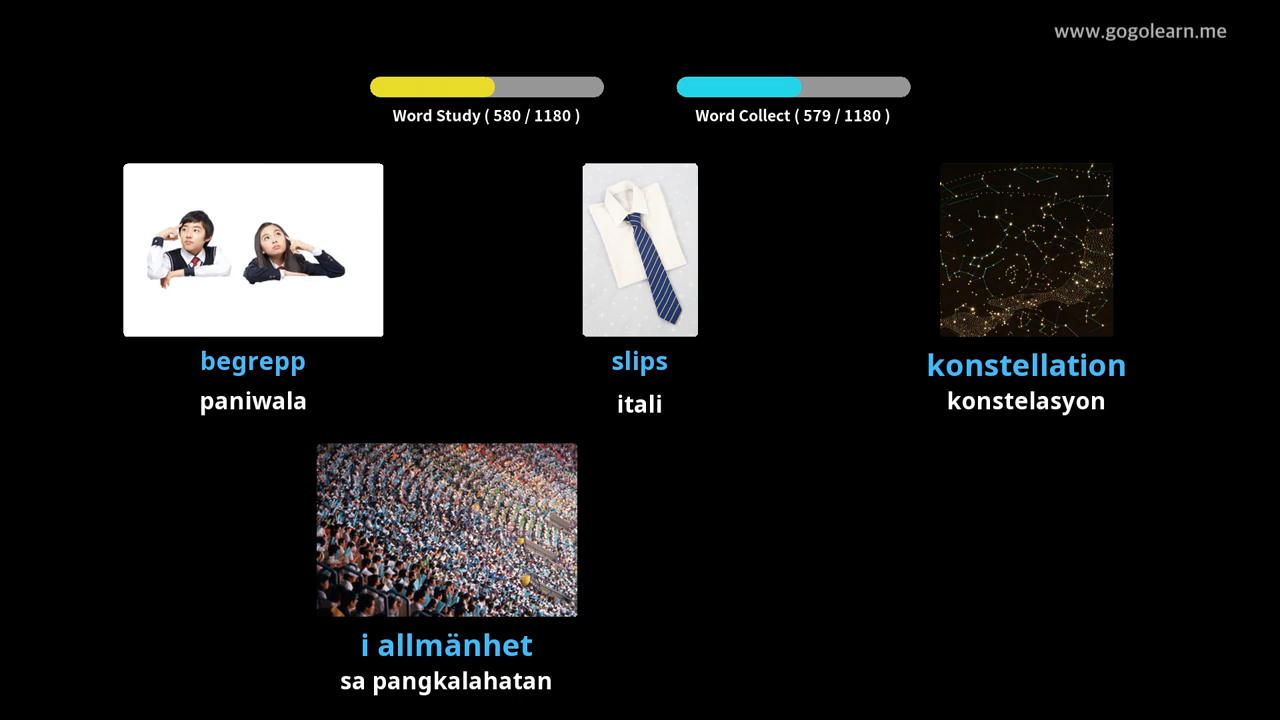 www.gogolearn.me
Word Study ( 580 / 1180 )
Word Collect ( 579 / 1180 )
begrepp
paniwala
slips
itali
konstellation
konstelasyon
i allmänhet
sa pangkalahatan